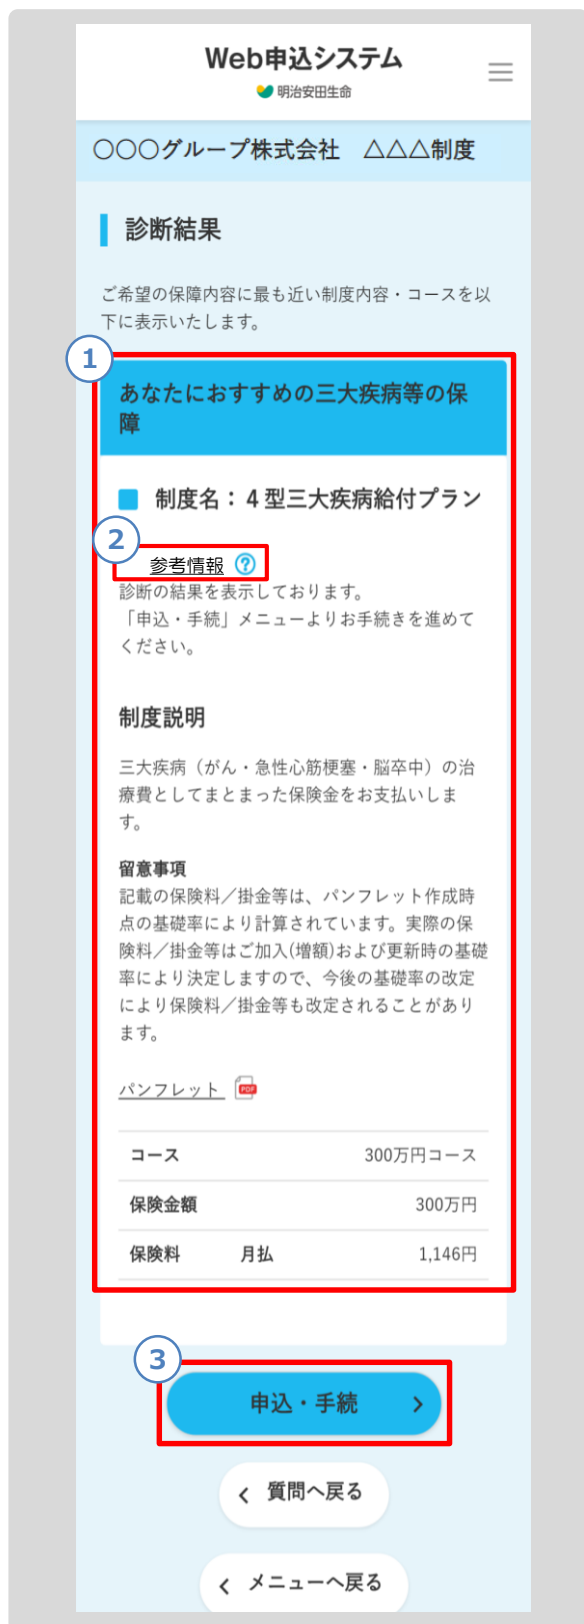 Web申込システム
明治安田生命
〇〇〇グループ株式会社　△△△制度
診断結果
ご希望の保障内容に最も近い制度内容・コースを以
下に表示いたします。
1
あなたにおすすめの三大疾病等の保
障
制度名：４型三大疾病給付プラン
2
参考情報 ?
診断の結果を表示しております。
「申込・手続」メニューよりお手続きを進めて
ください。
制度説明
三大疾病（がん・急性心筋梗塞・脳卒中）の治
療費としてまとまった保険金をお支払いしま
す。
留意事項
記載の保険料／掛金等は、パンフレット作成時
点の基礎率により計算されています。実際の保
険料／掛金等はご加入(増額)および更新時の基礎
率により決定しますので、今後の基礎率の改定
により保険料／掛金等も改定されることがあり
ます。
パンフレット PDF
コース 300万円コース
保険金額 300万円
保険料 月払 1,146円
3
申込・手続
質問へ戻る
メニューへ戻る